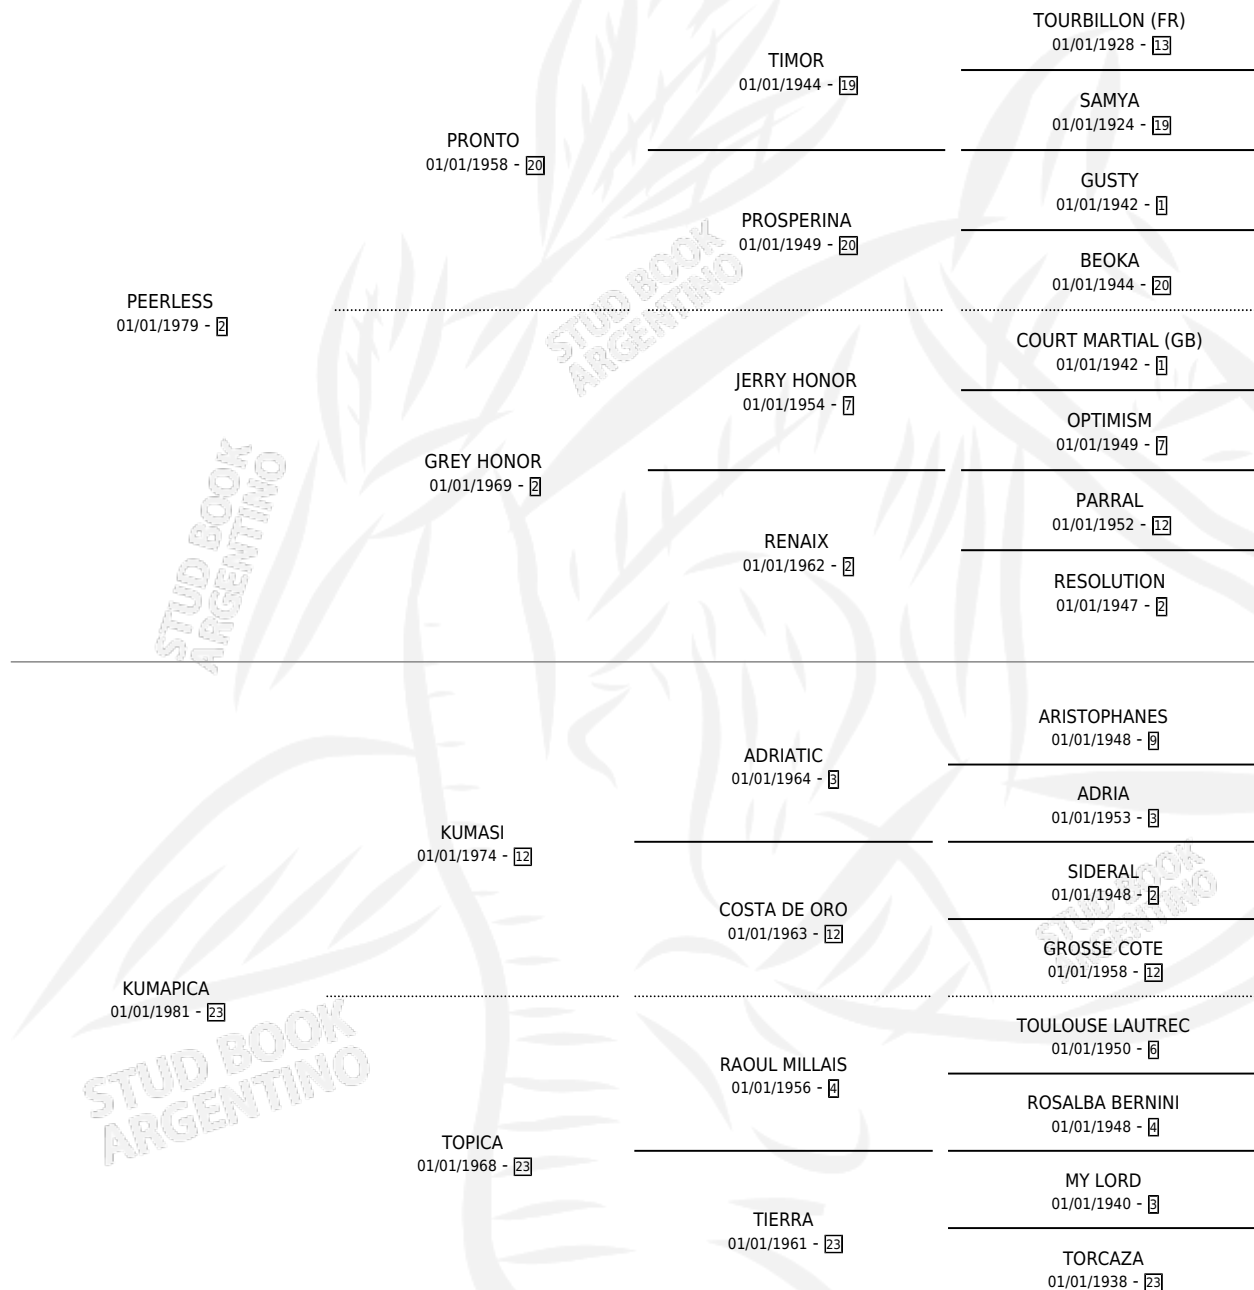 TOURBILLON (FR)
01/01/1928 - 13
TIMOR
01/01/1944 - 19
SAMYA
01/01/1924 - 19
PRONTO
01/01/1958 - 20
GUSTY
01/01/1942 - 1
PROSPERINA
01/01/1949 - 20
BEOKA
01/01/1944 - 20
PEERLESS
01/01/1979 - 2
COURT MARTIAL (GB)
01/01/1942 - 1
JERRY HONOR
01/01/1954 - 7
OPTIMISM
01/01/1949 - 7
GREY HONOR
01/01/1969 - 2
PARRAL
01/01/1952 - 12
RENAIX
01/01/1962 - 2
RESOLUTION
01/01/1947 - 2
ARISTOPHANES
01/01/1948 - 9
ADRIATIC
01/01/1964 - 3
ADRIA
01/01/1953 - 3
KUMASI
01/01/1974 - 12
SIDERAL
01/01/1948 - 2
COSTA DE ORO
01/01/1963 - 12
GROSSE COTE
01/01/1958 - 12
KUMAPICA
01/01/1981 - 23
TOULOUSE LAUTREC
01/01/1950 - 6
RAOUL MILLAIS
01/01/1956 - 4
ROSALBA BERNINI
01/01/1948 - 4
TOPICA
01/01/1968 - 23
MY LORD
01/01/1940 - 3
TIERRA
01/01/1961 - 23
TORCAZA
01/01/1938 - 23
STUD BOOK
ARGENTINO
STUD BOOK
ARGENTINO
STUD BOOK
ARGENTINO
STUD BOOK
ARGENTINO